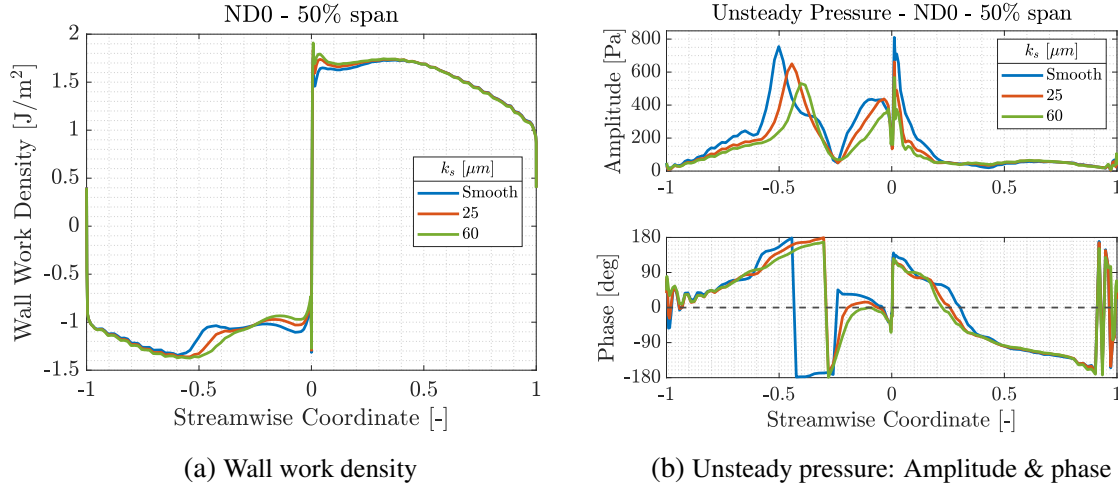 ND0 - 50% span
Wall Work Density [J/m²]
2
1.5
1
0.5
0
-0.5
-1
-1.5
k_s [μm]
Smooth
25
60
-1
-0.5
0
0.5
1
Streamwise Coordinate [-]
(a) Wall work density
Unsteady Pressure - ND0 - 50% span
Amplitude [Pa]
800
600
400
200
0
k_s [μm]
Smooth
25
60
-1
-0.5
0
0.5
1
Phase [deg]
180
90
0
-90
-180
-1
-0.5
0
0.5
1
Streamwise Coordinate [-]
(b) Unsteady pressure: Amplitude & phase